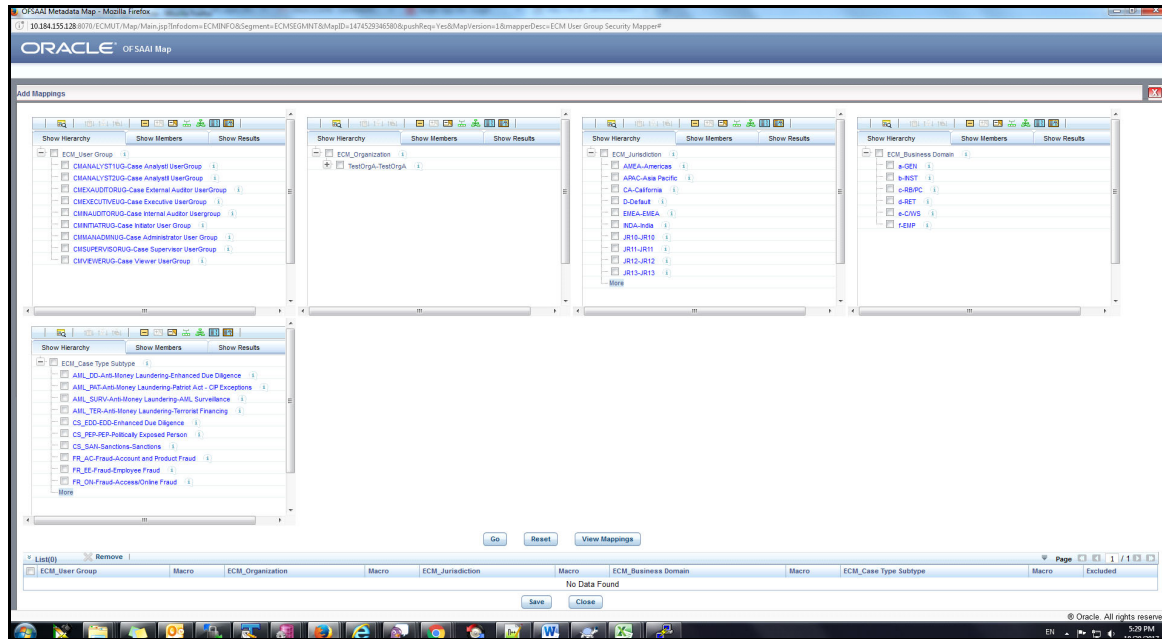 OFSAAI Metadata Map - Mozilla Firefox
10.184.155.128:8070/ECMUT/Map/Main.jsp?Infodom=ECMINFO&Segment=ECMSEGMNT&MapID=1474529346580&pushReq=Yes&MapVersion=1&mapperDesc=ECM User Group Security Mapper#
ORACLE OFSAAI Map
Add Mappings
Show Hierarchy Show Members Show Results
ECM_User Group
CMANALYST1UG-Case AnalystI UserGroup
CMANALYST2UG-Case AnalystII UserGroup
CMEXAUDITORUG-Case External Auditor UserGroup
CMEXECUTIVEUG-Case Executive UserGroup
CMINAUDITORUG-Case Internal Auditor Usergroup
CMINITIATRUG-Case Initiator User Group
CMMANADMNUG-Case Administrator User Group
CMSUPERVISORUG-Case Supervisor UserGroup
CMVIEWERUG-Case Viewer UserGroup
Show Hierarchy Show Members Show Results
ECM_Organization
TestOrgA-TestOrgA
Show Hierarchy Show Members Show Results
ECM_Jurisdiction
AMEA-Americas
APAC-Asia Pacific
CA-California
D-Default
EMEA-EMEA
INDA-India
JR10-JR10
JR11-JR11
JR12-JR12
JR13-JR13
More
Show Hierarchy Show Members Show Results
ECM_Business Domain
a-GEN
b-INST
c-RB/PC
d-RET
e-C/WS
f-EMP
Show Hierarchy Show Members Show Results
ECM_Case Type Subtype
AML_DD-Anti-Money Laundering-Enhanced Due Diligence
AML_PAT-Anti-Money Laundering-Patriot Act - CIP Exceptions
AML_SURV-Anti-Money Laundering-AML Surveillance
AML_TER-Anti-Money Laundering-Terrorist Financing
CS_EDD-EDD-Enhanced Due Diligence
CS_PEP-PEP-Politically Exposed Person
CS_SAN-Sanctions-Sanctions
FR_AC-Fraud-Account and Product Fraud
FR_EE-Fraud-Employee Fraud
FR_ON-Fraud-Access/Online Fraud
More
Go Reset View Mappings
List(0) Remove Page 1 / 1
ECM_User Group Macro ECM_Organization Macro ECM_Jurisdiction Macro ECM_Business Domain Macro ECM_Case Type Subtype Macro Excluded
No Data Found
Save Close
® Oracle. All rights reserve
EN 5:29 PM